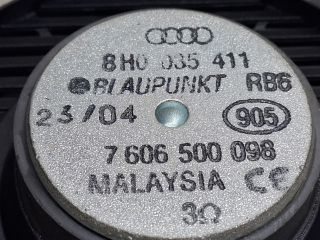 8H0 035 411
BLAUPUNKT RB6
23/04 905
7 606 500 098
MALAYSIA CE
3Ω